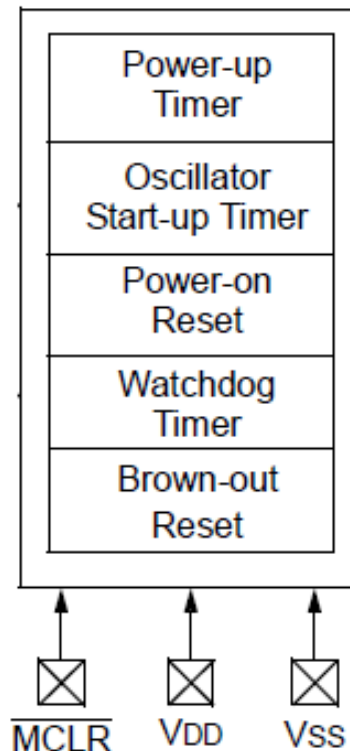 Power-up
Timer
Oscillator
Start-up Timer
Power-on
Reset
Watchdog
Timer
Brown-out
Reset
MCLR VDD VSS